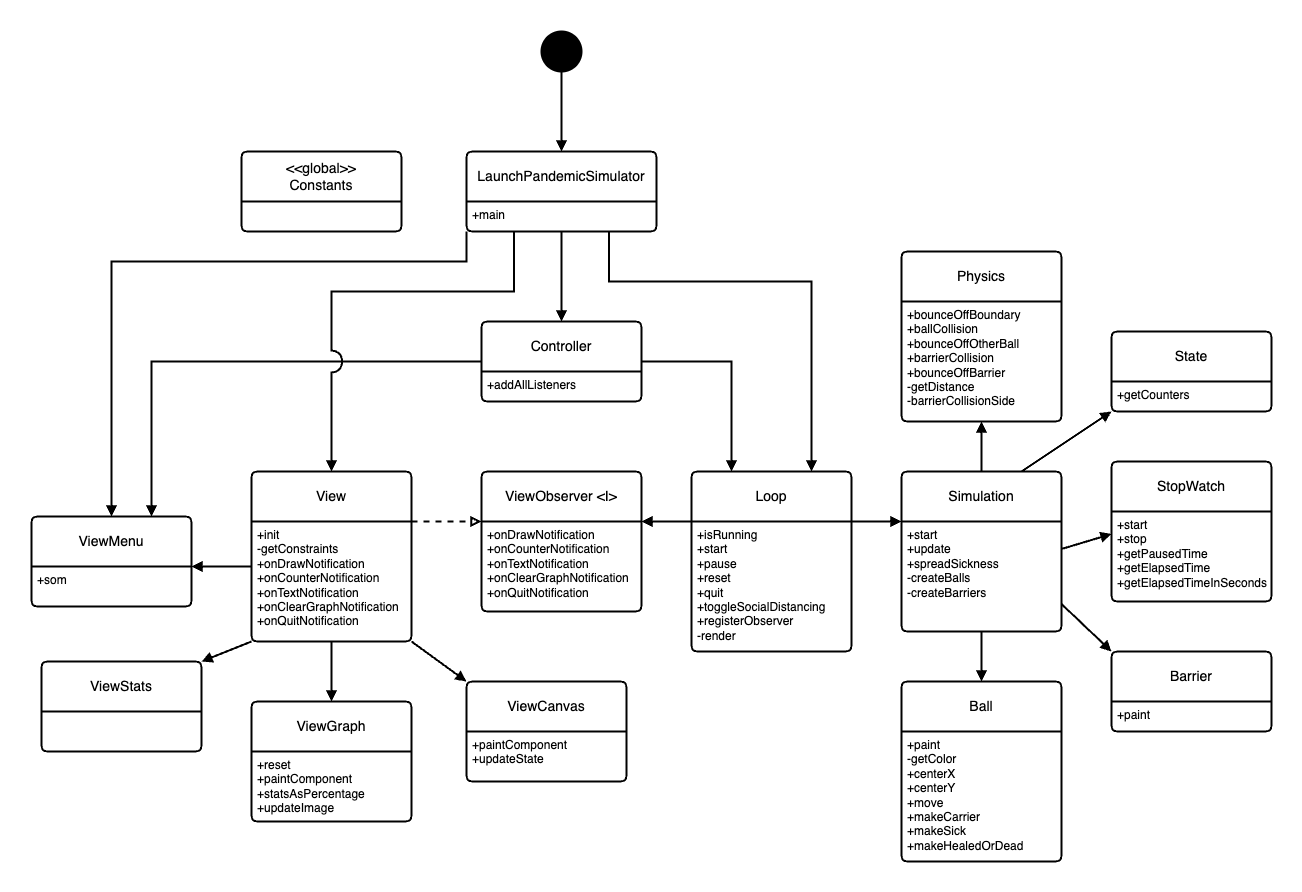 <<global>>
Constants
LaunchPandemicSimulator
+main
Controller
+addAllListeners
Physics
+bounceOffBoundary
+ballCollision
+bounceOffOtherBall
+barrierCollision
+bounceOffBarrier
-getDistance
-barrierCollisionSide
State
+getCounters
ViewMenu
+som
View
+init
-getConstraints
+onDrawNotification
+onCounterNotification
+onTextNotification
+onClearGraphNotification
+onQuitNotification
ViewObserver <I>
+onDrawNotification
+onCounterNotification
+onTextNotification
+onClearGraphNotification
+onQuitNotification
Loop
+isRunning
+start
+pause
+reset
+quit
+toggleSocialDistancing
+registerObserver
-render
Simulation
+start
+update
+spreadSickness
-createBalls
-createBarriers
StopWatch
+start
+stop
+getPausedTime
+getElapsedTime
+getElapsedTimeInSeconds
ViewStats
ViewGraph
+reset
+paintComponent
+statsAsPercentage
+updateImage
ViewCanvas
+paintComponent
+updateState
Ball
+paint
-getColor
+centerX
+centerY
+move
+makeCarrier
+makeSick
+makeHealedOrDead
Barrier
+paint